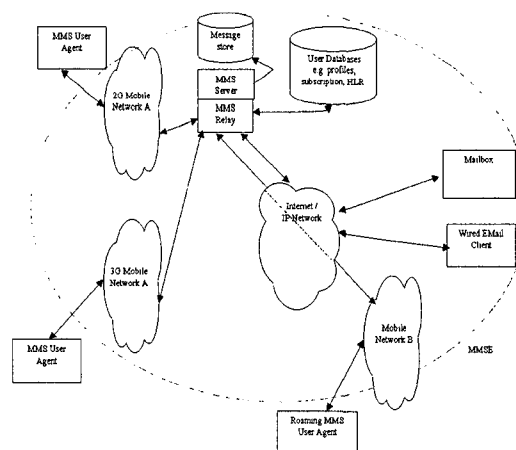 MMS User
Agent
Message
store
User Databases
e.g. profiles,
subscription, HLR
MMS
Server
2G Mobile
Network A
MMS
Relay
Mailbox
Internet /
IP Network
Wired EMail
Client
3G Mobile
Network A
Mobile
Network B
MMSE
MMS User
Agent
Roaming MMS
User Agent